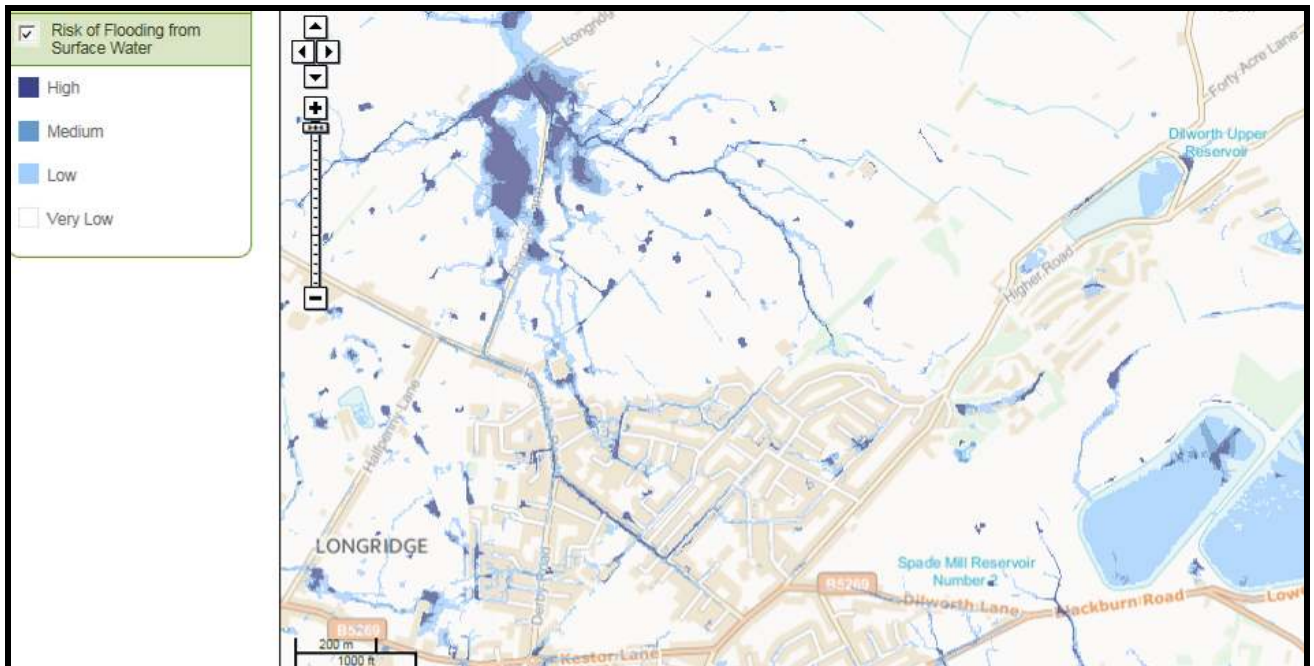 Risk of Flooding from
Surface Water
High
Medium
Low
Very Low
Longridge
Forty Acre Lane
Dilworth Upper
Reservoir
Higher Road
Halfpenny Lane
LONGRIDGE
Derby Road
Spade Mill Reservoir
Number 2
B5269
Dilworth Lane
Blackburn Road
B5269
Kestor Lane
200 m
1000 ft